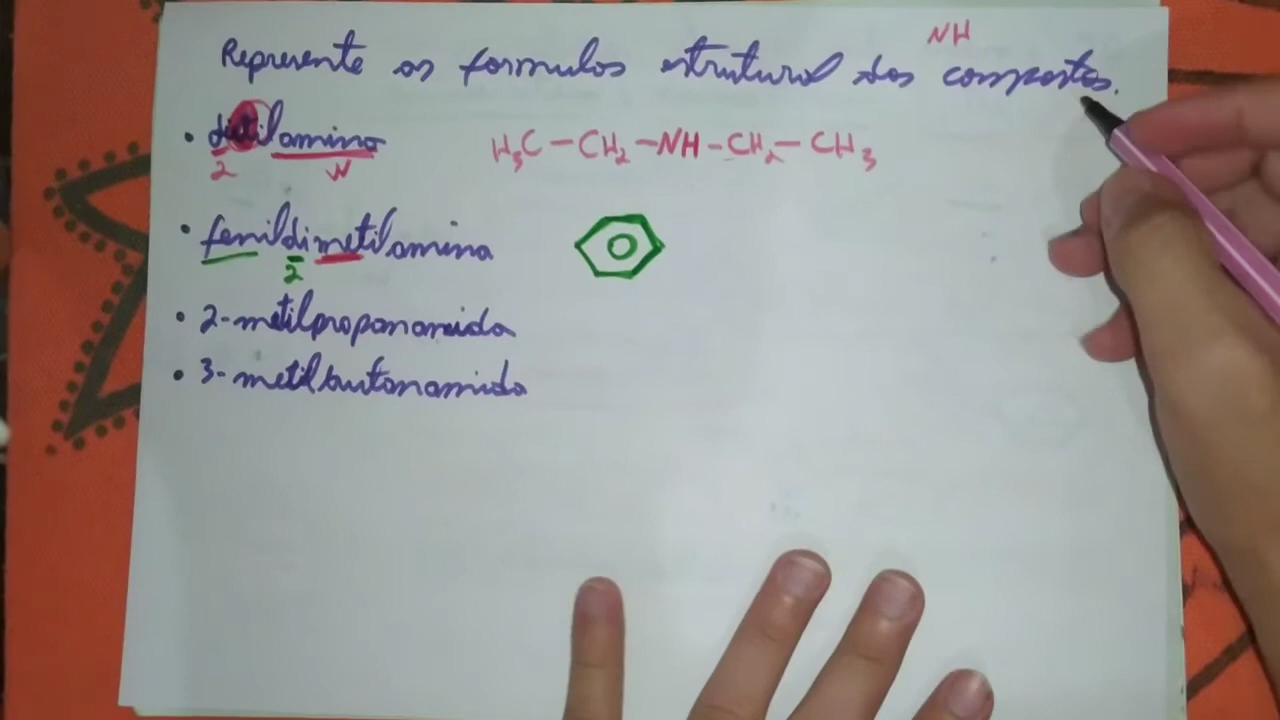 NH
Represente as formulas estrutural dos compostos.
• dietilamina H3C-CH2-NH-CH2-CH3
2 N
• fenildimetilamina
2
• 2-metilpropanamida
• 3-metilbutanamida